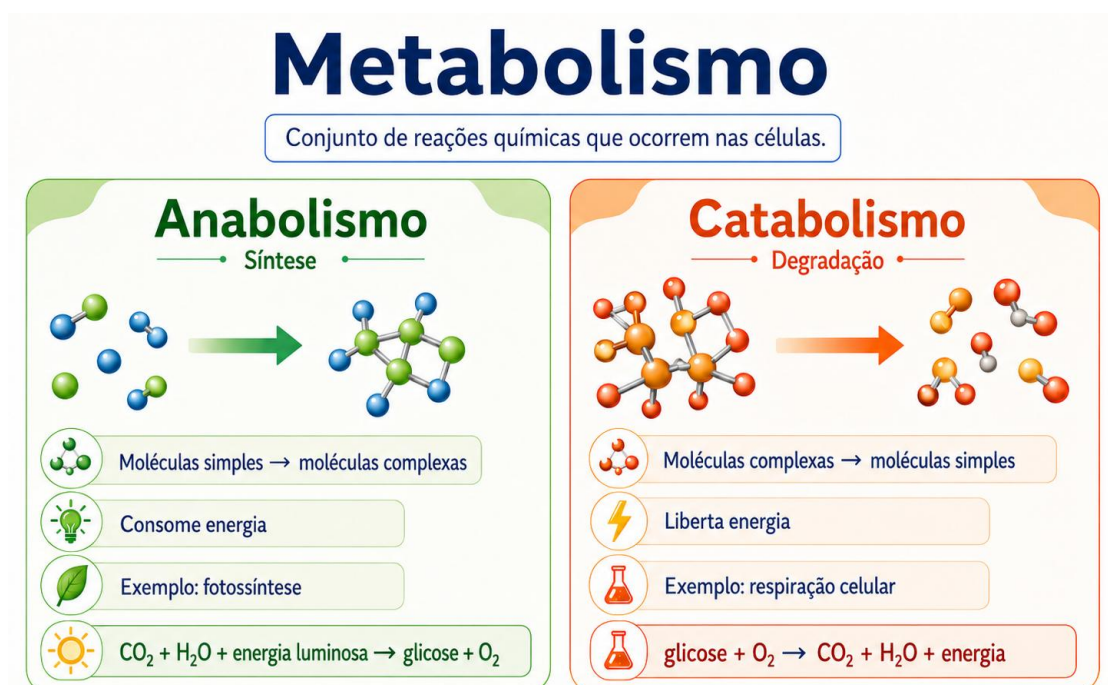 Metabolismo
Conjunto de reações químicas que ocorrem nas células.
Anabolismo
Síntese
Moléculas simples → moléculas complexas
Consome energia
Exemplo: fotossíntese
CO₂ + H₂O + energia luminosa → glicose + O₂
Catabolismo
Degradação
Moléculas complexas → moléculas simples
Liberta energia
Exemplo: respiração celular
glicose + O₂ → CO₂ + H₂O + energia